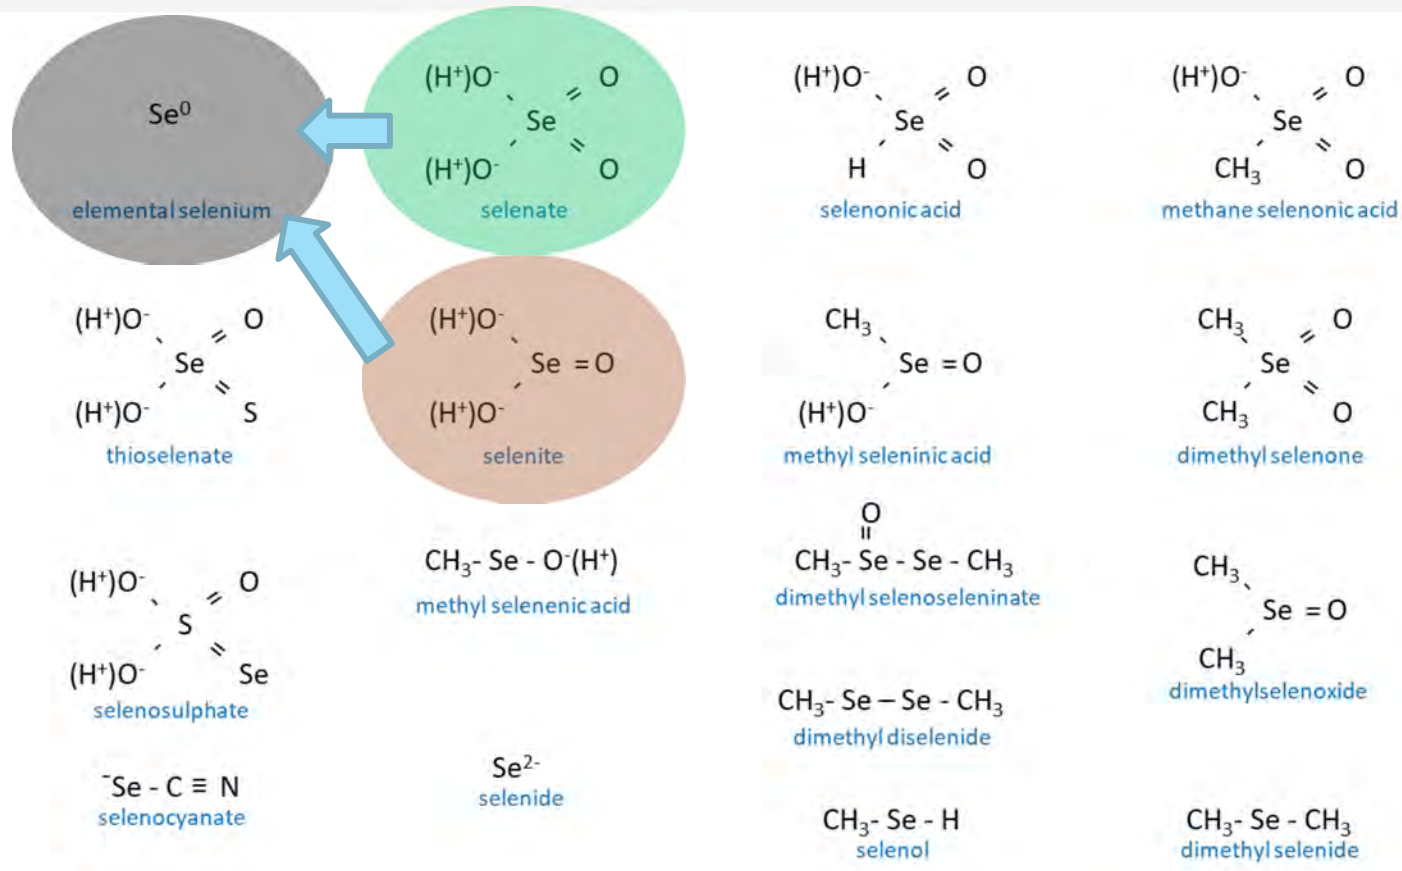 Se⁰
elemental selenium
(H⁺)O⁻ O
Se
(H⁺)O⁻ O
selenate
(H⁺)O⁻ O
Se
H O
selenonic acid
(H⁺)O⁻ O
Se
CH₃ O
methane selenonic acid
(H⁺)O⁻ O
Se
(H⁺)O⁻ S
thioselenate
(H⁺)O⁻
Se = O
(H⁺)O⁻
selenite
CH₃
Se = O
(H⁺)O⁻
methyl seleninic acid
CH₃ O
Se
CH₃ O
dimethyl selenone
(H⁺)O⁻ O
S
(H⁺)O⁻ Se
selenosulphate
CH₃- Se - O⁻(H⁺)
methyl selenenic acid
O
CH₃- Se - Se - CH₃
dimethyl selenoseleninate
CH₃
Se = O
CH₃
dimethylselenoxide
CH₃- Se – Se - CH₃
dimethyl diselenide
⁻Se - C ≡ N
selenocyanate
Se²⁻
selenide
CH₃- Se - H
selenol
CH₃- Se - CH₃
dimethyl selenide